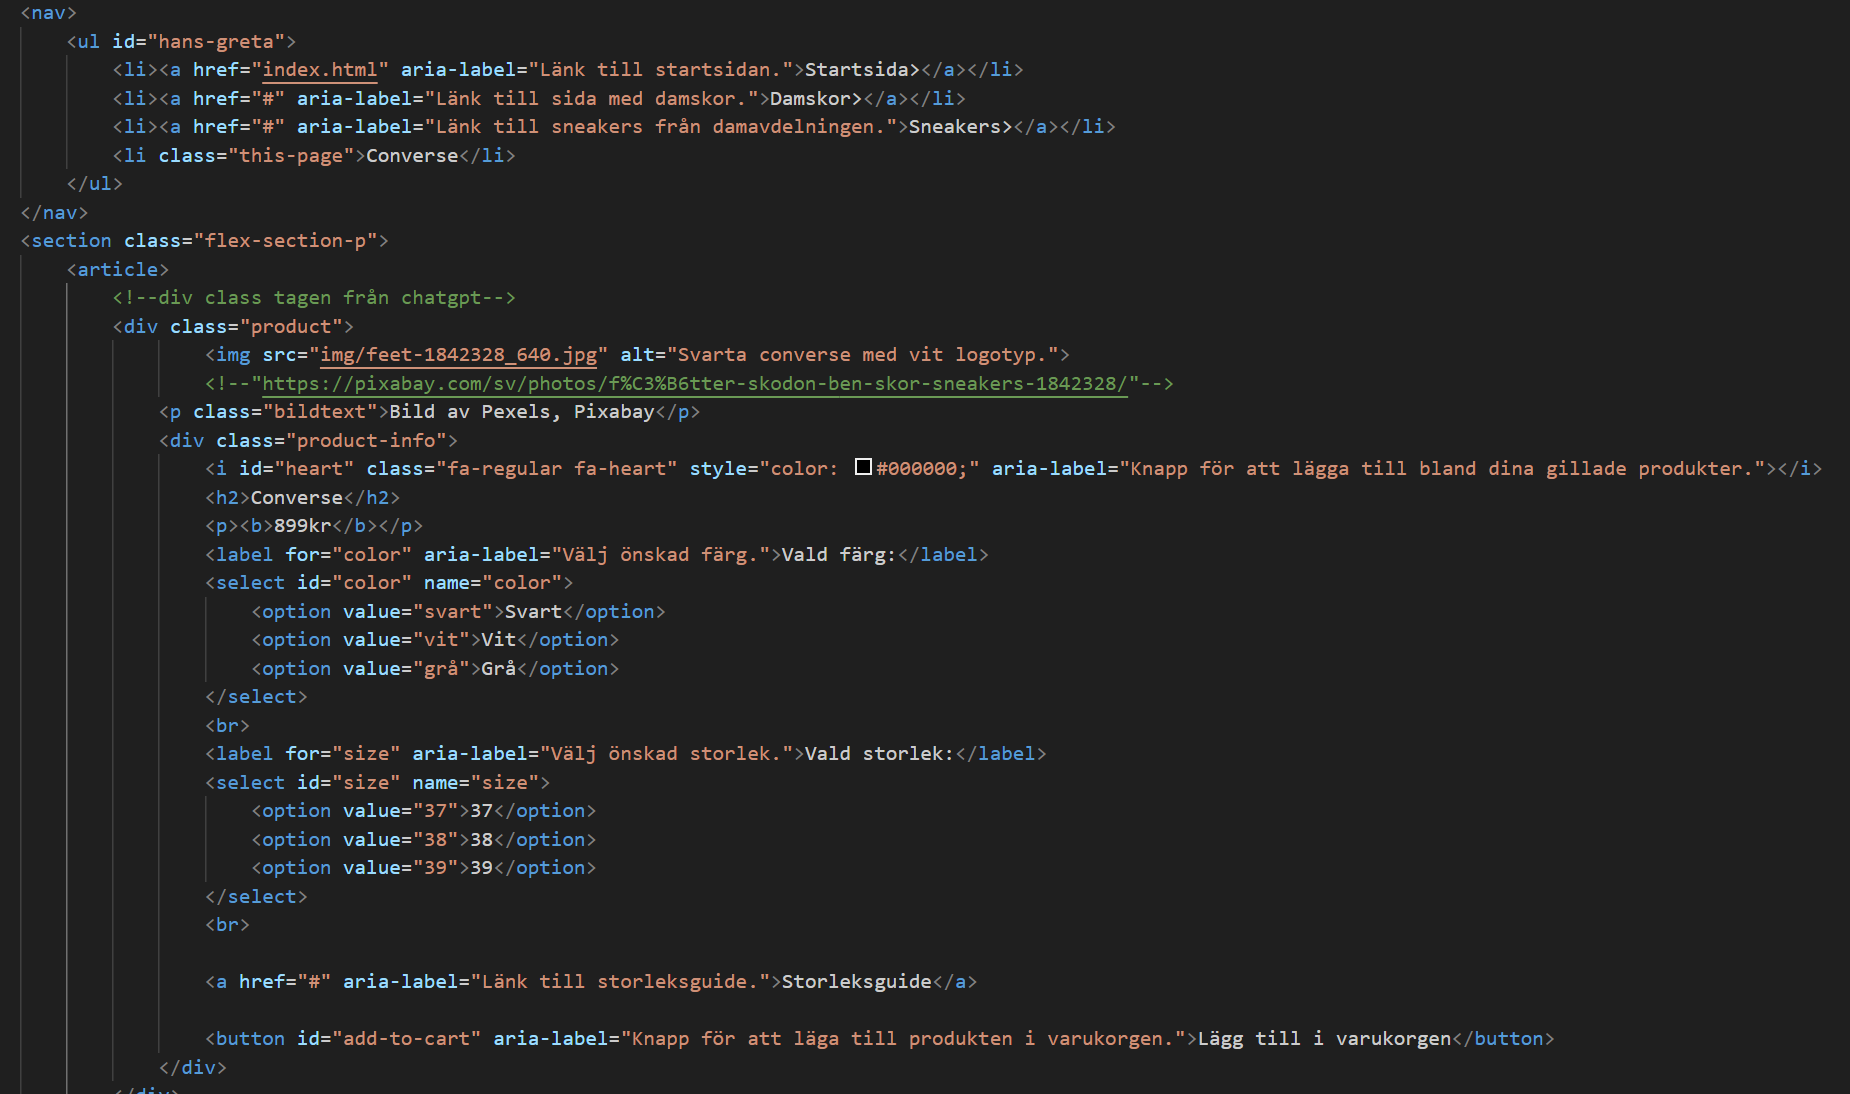 <nav>
<ul id="hans-greta">
<li><a href="index.html" aria-label="Länk till startsidan.">Startsida></a></li>
<li><a href="#" aria-label="Länk till sida med damskor.">Damskor></a></li>
<li><a href="#" aria-label="Länk till sneakers från damavdelningen.">Sneakers></a></li>
<li class="this-page">Converse</li>
</ul>
</nav>
<section class="flex-section-p">
<article>
<!--div class tagen från chatgpt-->
<div class="product">
<img src="img/feet-1842328_640.jpg" alt="Svarta converse med vit logotyp.">
<!--"https://pixabay.com/sv/photos/f%C3%B6tter-skodon-ben-skor-sneakers-1842328/"-->
<p class="bildtext">Bild av Pexels, Pixabay</p>
<div class="product-info">
<i id="heart" class="fa-regular fa-heart" style="color: #000000;" aria-label="Knapp för att lägga till bland dina gillade produkter."></i>
<h2>Converse</h2>
<p><b>899kr</b></p>
<label for="color" aria-label="Välj önskad färg.">Vald färg:</label>
<select id="color" name="color">
<option value="svart">Svart</option>
<option value="vit">Vit</option>
<option value="grå">Grå</option>
</select>
<br>
<label for="size" aria-label="Välj önskad storlek.">Vald storlek:</label>
<select id="size" name="size">
<option value="37">37</option>
<option value="38">38</option>
<option value="39">39</option>
</select>
<br>
<a href="#" aria-label="Länk till storleksguide.">Storleksguide</a>
<button id="add-to-cart" aria-label="Knapp för att läga till produkten i varukorgen.">Lägg till i varukorgen</button>
</div>
</div>